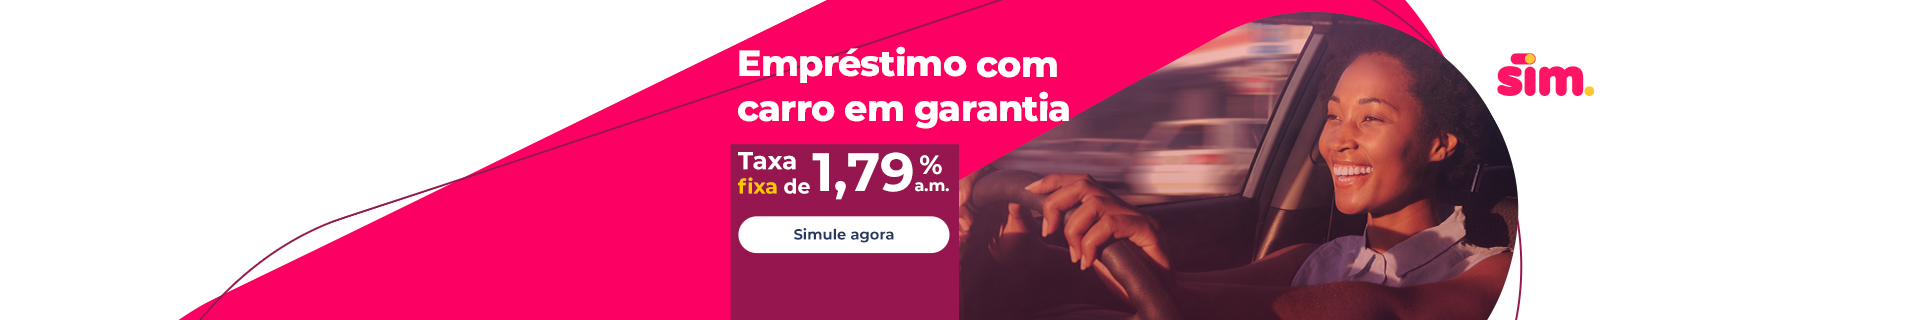 Empréstimo com
carro em garantia
Taxa
fixa de 1,79% a.m.
Simule agora
sim.